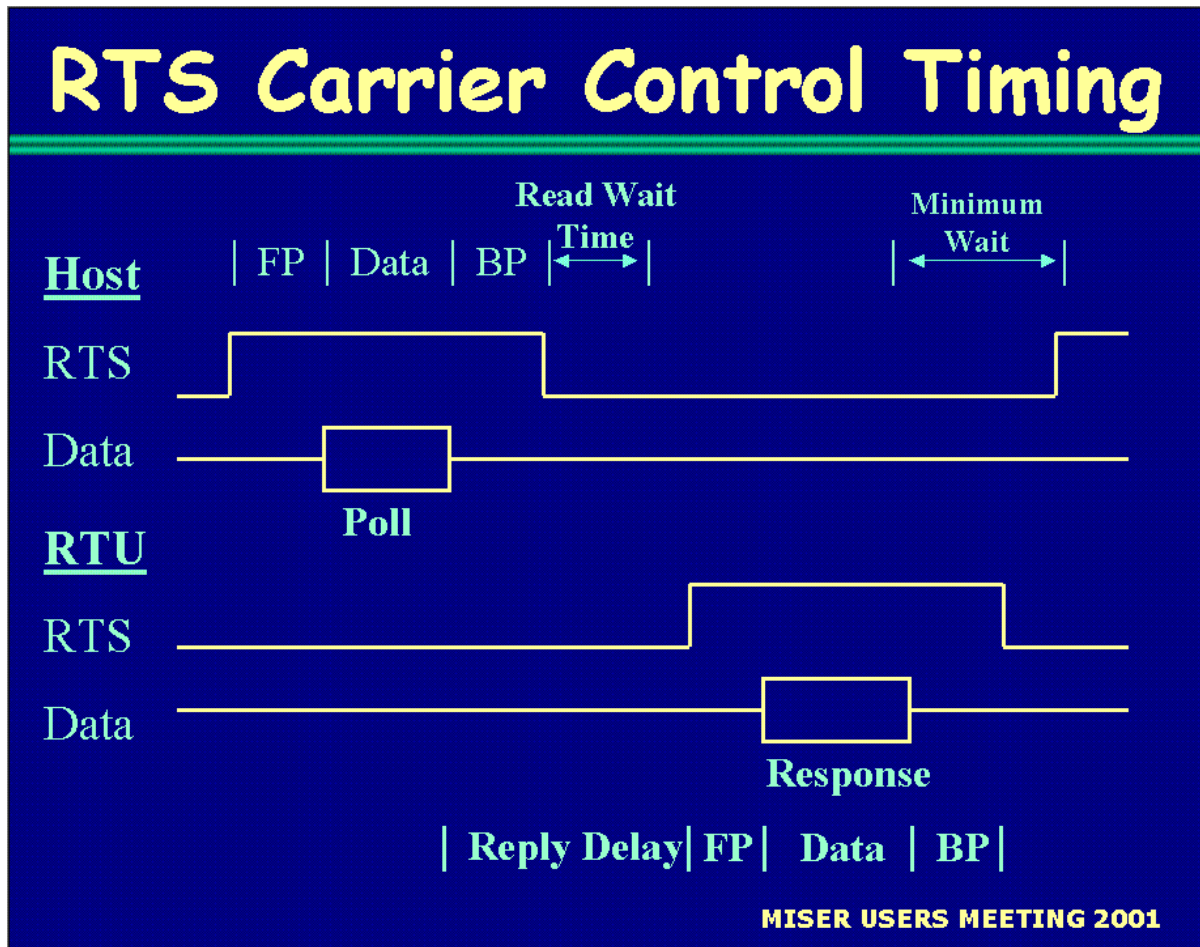 RTS Carrier Control Timing
Read Wait
Time
Minimum
Wait
Host
FP Data BP
RTS
Data
Poll
RTU
RTS
Data
Response
Reply Delay FP Data BP
MISER USERS MEETING 2001